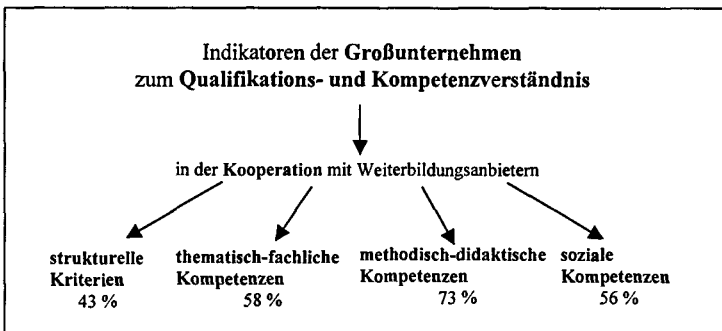 Indikatoren der Großunternehmen
zum Qualifikations- und Kompetenzverständnis
in der Kooperation mit Weiterbildungsanbietern
strukturelle
Kriterien
43 %
thematisch-fachliche
Kompetenzen
58 %
methodisch-didaktische
Kompetenzen
73 %
soziale
Kompetenzen
56 %